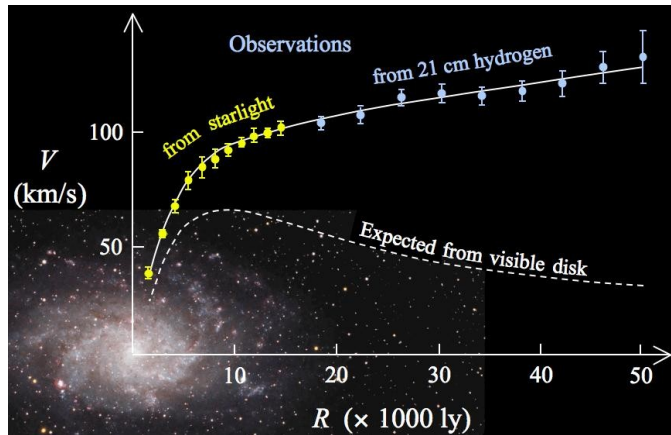 Observations
from 21 cm hydrogen
from starlight
100
V
(km/s)
50
Expected from visible disk
10
20
30
40
50
R (× 1000 ly)